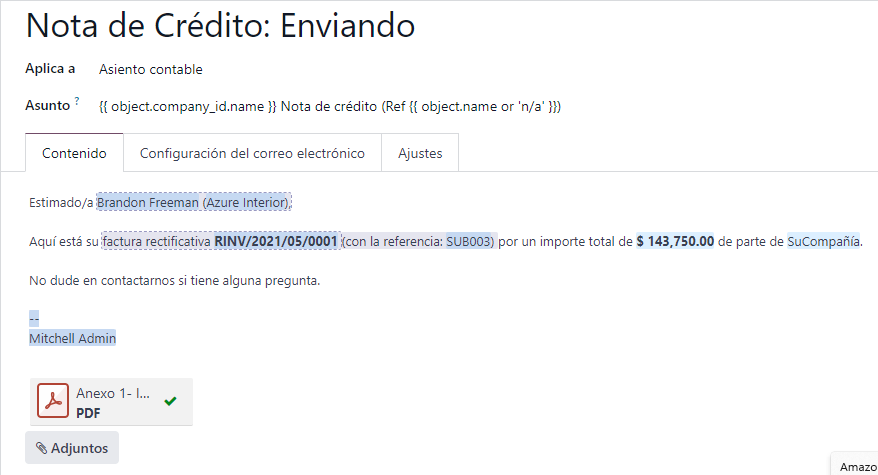 Nota de Crédito: Enviando
Aplica a Asiento contable
Asunto ? {{ object.company_id.name }} Nota de crédito (Ref {{ object.name or 'n/a' }})
Contenido Configuración del correo electrónico Ajustes
Estimado/a Brandon Freeman (Azure Interior),
Aquí está su factura rectificativa RINV/2021/05/0001 (con la referencia: SUB003) por un importe total de $ 143,750.00 de parte de SuCompañía.
No dude en contactarnos si tiene alguna pregunta.
--
Mitchell Admin
Anexo 1- I...
PDF
Adjuntos
Amazo